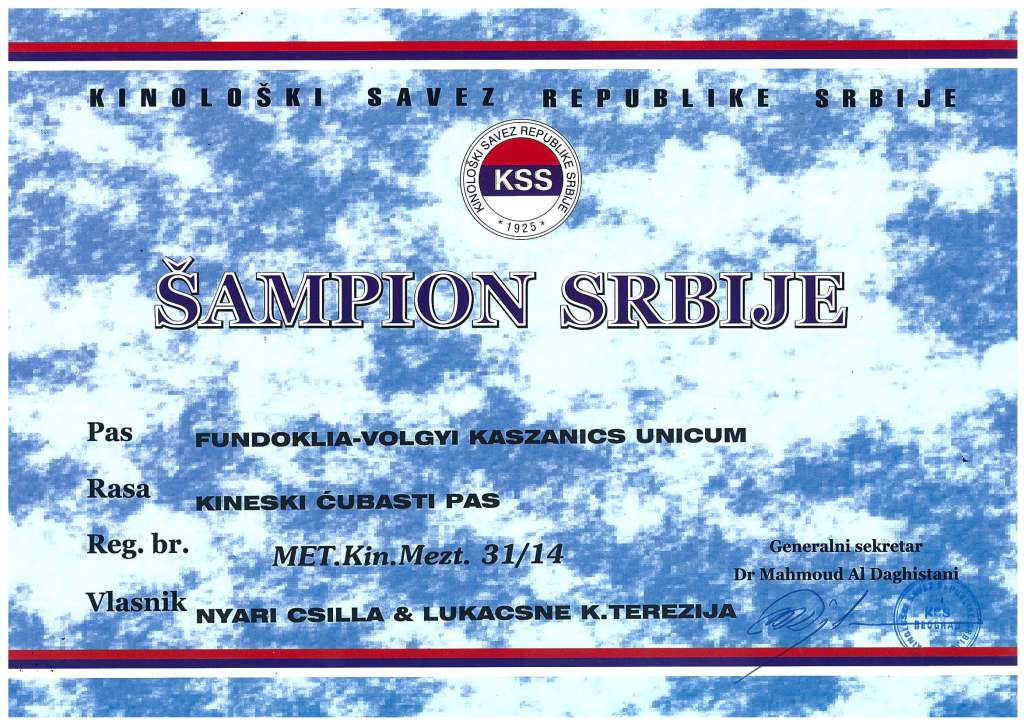 KINOLOŠKI SAVEZ REPUBLIKE SRBIJE
KINOLOŠKI SAVEZ REPUBLIKE SRBIJE
KSS
* 1925 *
ŠAMPION SRBIJE
Pas FUNDOKLIA-VOLGYI KASZANICS UNICUM
Rasa KINESKI ĆUBASTI PAS
Reg. br. MET.Kin.Mezt. 31/14
Vlasnik NYARI CSILLA & LUKACSNE K.TEREZIJA
Generalni sekretar
Dr Mahmoud Al Daghistani
BEOGRAD